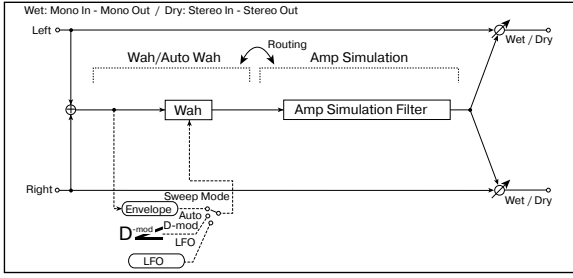 Wet: Mono In - Mono Out / Dry: Stereo In - Stereo Out
Left
Wet / Dry
Routing
Wah/Auto Wah
Amp Simulation
Wah
Amp Simulation Filter
Right
Wet / Dry
Sweep Mode
Envelope
Auto
D-mod
D-mod
LFO
LFO